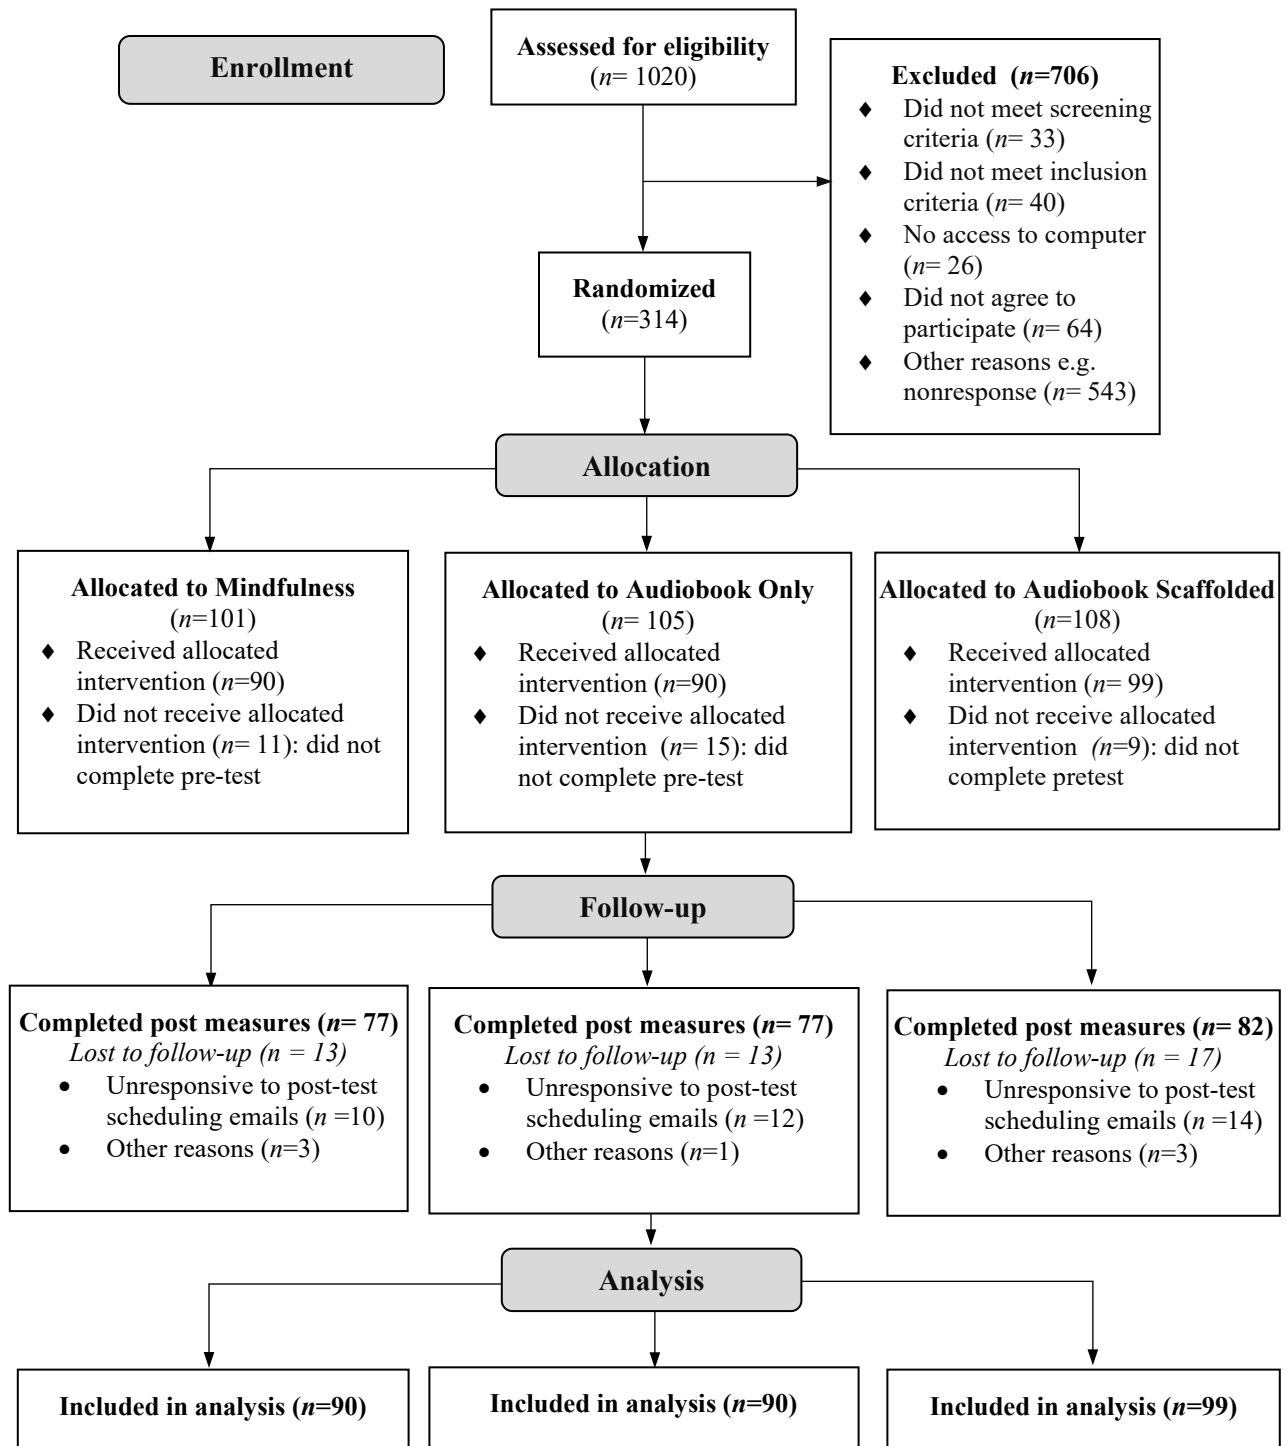 Enrollment
Assessed for eligibility
(n= 1020)
Excluded (n=706)
♦ Did not meet screening
criteria (n= 33)
♦ Did not meet inclusion
criteria (n= 40)
♦ No access to computer
(n= 26)
♦ Did not agree to
participate (n= 64)
♦ Other reasons e.g.
nonresponse (n= 543)
Randomized
(n=314)
Allocation
Allocated to Mindfulness
(n=101)
♦ Received allocated
intervention (n=90)
♦ Did not receive allocated
intervention (n= 11): did not
complete pre-test
Allocated to Audiobook Only
(n= 105)
♦ Received allocated
intervention (n=90)
♦ Did not receive allocated
intervention (n= 15): did
not complete pre-test
Allocated to Audiobook Scaffolded
(n=108)
♦ Received allocated
intervention (n= 99)
♦ Did not receive allocated
intervention (n=9): did not
complete pretest
Follow-up
Completed post measures (n= 77)
Lost to follow-up (n = 13)
• Unresponsive to post-test
scheduling emails (n =10)
• Other reasons (n=3)
Completed post measures (n= 77)
Lost to follow-up (n = 13)
• Unresponsive to post-test
scheduling emails (n =12)
• Other reasons (n=1)
Completed post measures (n= 82)
Lost to follow-up (n = 17)
• Unresponsive to post-test
scheduling emails (n =14)
• Other reasons (n=3)
Analysis
Included in analysis (n=90)
Included in analysis (n=90)
Included in analysis (n=99)